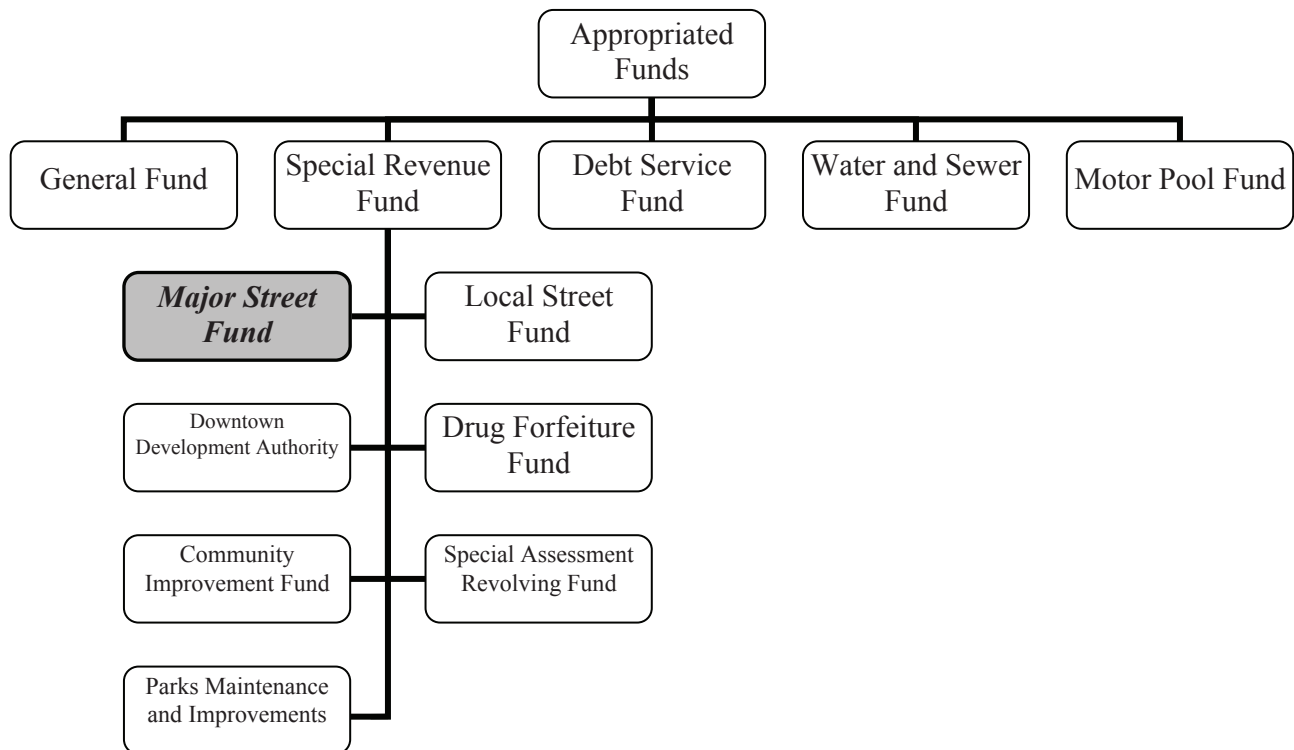 Appropriated
Funds
General Fund
Special Revenue
Fund
Debt Service
Fund
Water and Sewer
Fund
Motor Pool Fund
Major Street
Fund
Local Street
Fund
Downtown
Development Authority
Drug Forfeiture
Fund
Community
Improvement Fund
Special Assessment
Revolving Fund
Parks Maintenance
and Improvements